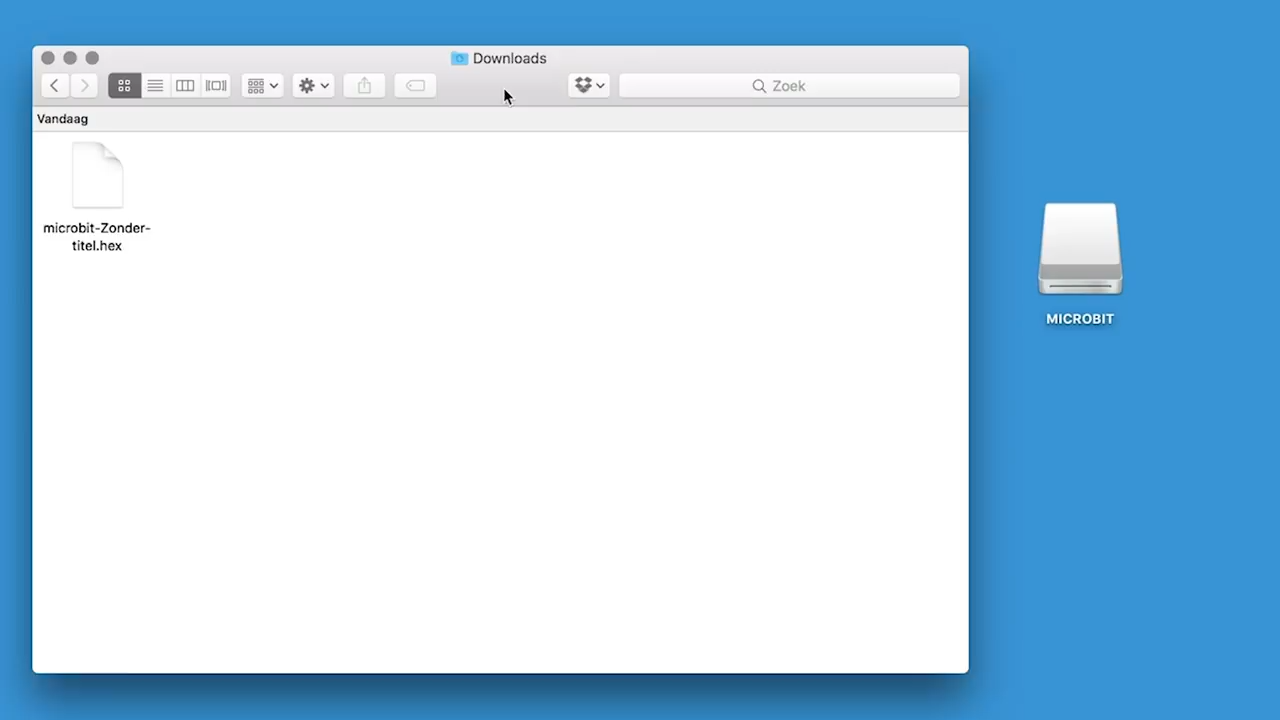 Downloads
Zoek
Vandaag
microbit-Zonder-
titel.hex
MICROBIT